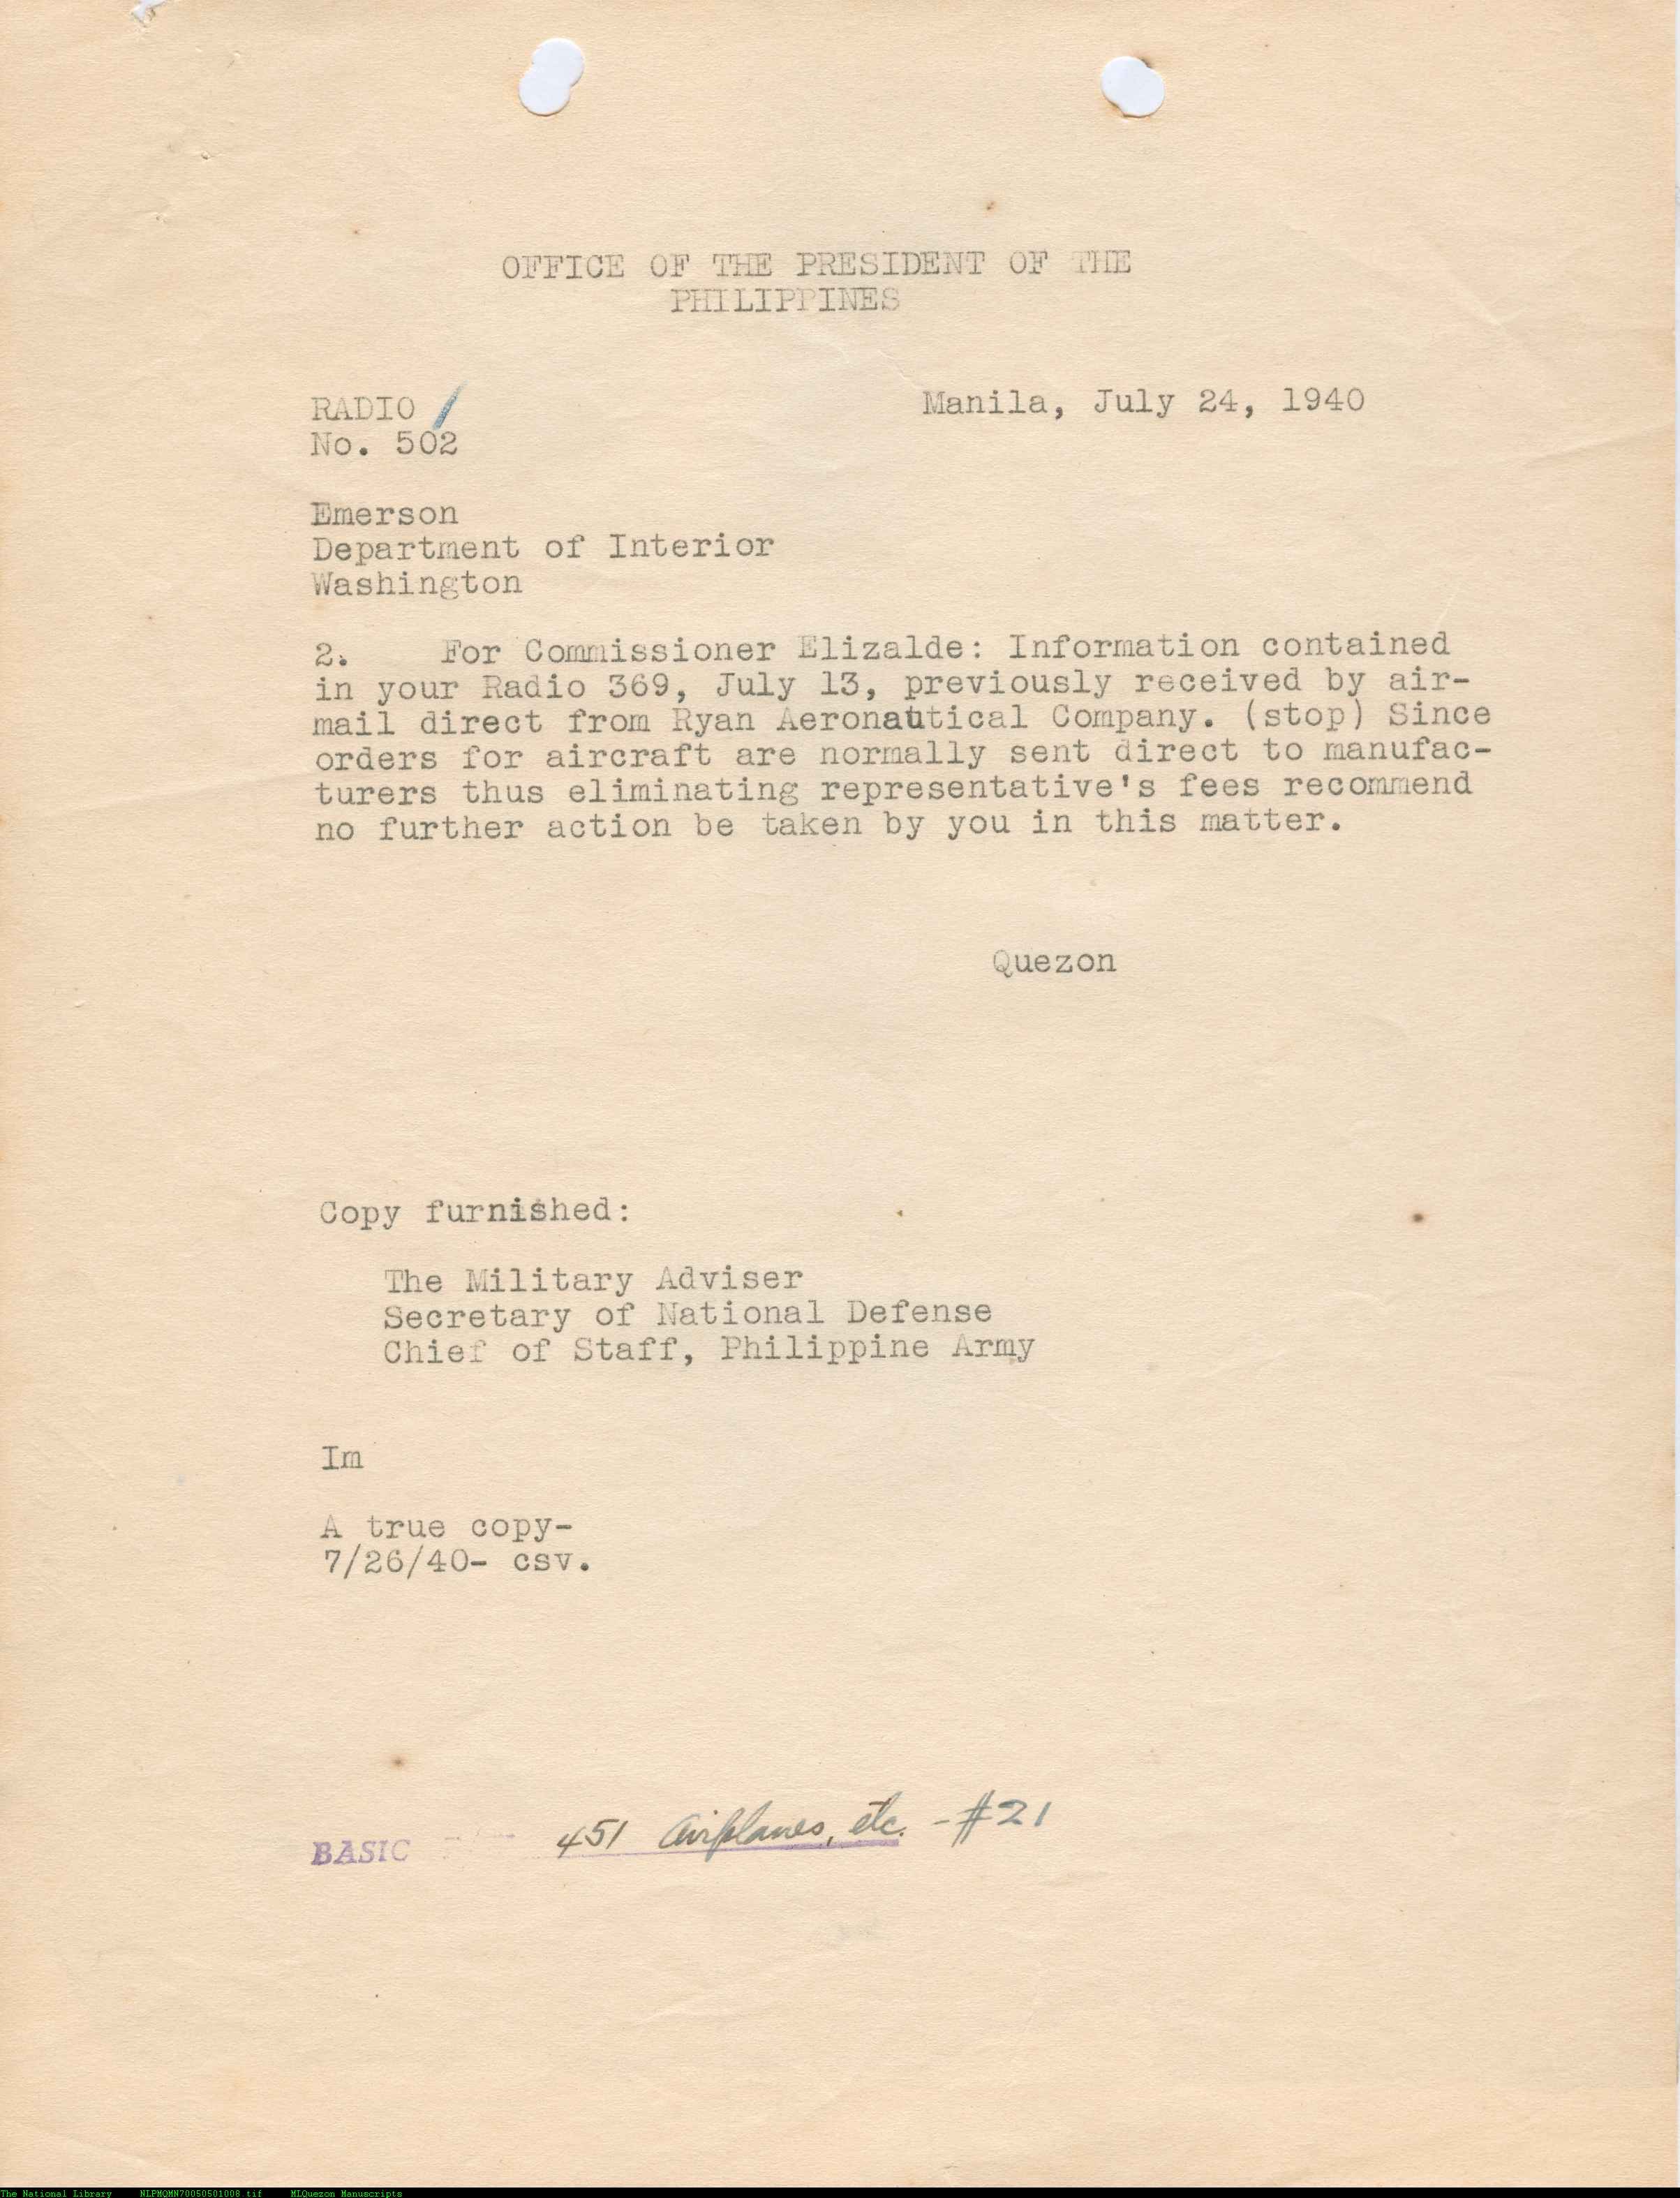 OFFICE OF THE PRESIDENT OF THE
PHILIPPINES
RADIO
No. 502
Manila, July 24, 1940
Emerson
Department of Interior
Washington
2. For Commissioner Elizalde: Information contained
in your Radio 369, July 13, previously received by air-
mail direct from Ryan Aeronautical Company. (stop) Since
orders for aircraft are normally sent direct to manufac-
turers thus eliminating representative's fees recommend
no further action be taken by you in this matter.
Quezon
Copy furnished:
The Military Adviser
Secretary of National Defense
Chief of Staff, Philippine Army
Im
A true copy-
7/26/40- csv.
BASIC 451 Airplanes, etc. - #21
The National Library NLPMQMN70050501008.tif MLQuezon Manuscripts